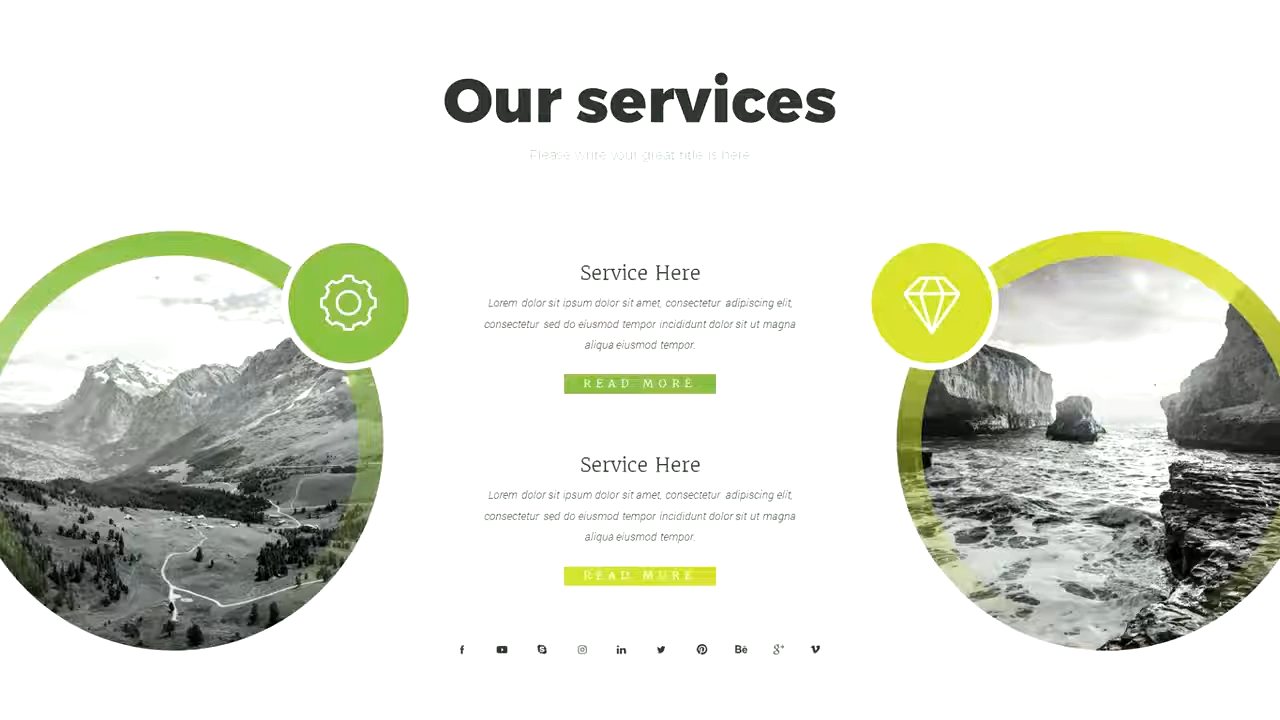 Our services
Please write your great title is here
Service Here
Lorem dolor sit ipsum dolor sit amet, consectetur adipiscing elit,
consectetur sed do eiusmod tempor incididunt dolor sit ut magna
aliqua eiusmod tempor.
READ MORE
Service Here
Lorem dolor sit ipsum dolor sit amet, consectetur adipiscing elit,
consectetur sed do eiusmod tempor incididunt dolor sit ut magna
aliqua eiusmod tempor.
READ MORE
f in Bē g+ v